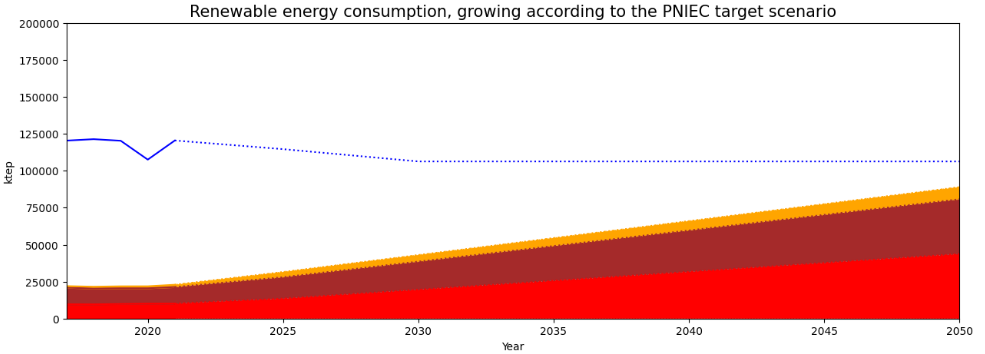 Renewable energy consumption, growing according to the PNIEC target scenario
200000
175000
150000
125000
100000
75000
50000
25000
0
ktep
2020 2025 2030 2035 2040 2045 2050
Year